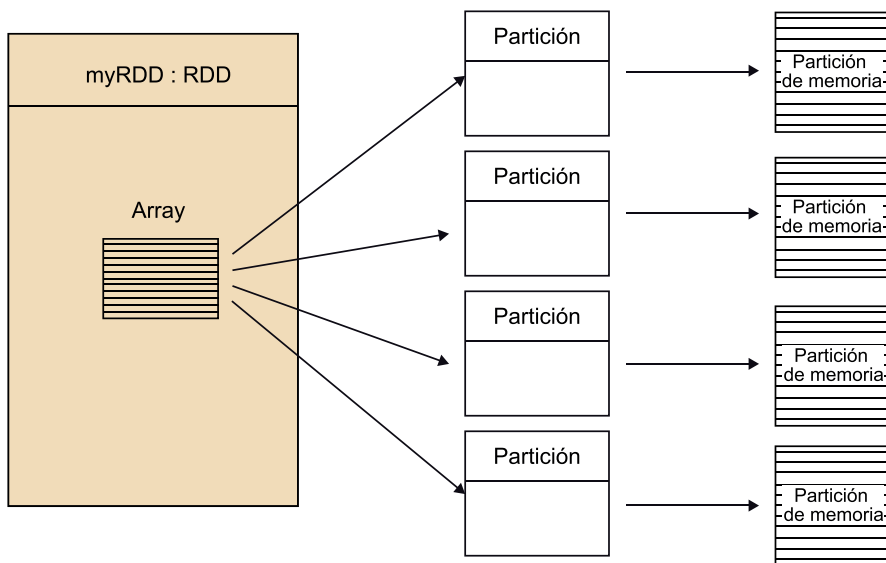 myRDD : RDD
Array
Partición
Partición
de memoria
Partición
Partición
de memoria
Partición
Partición
de memoria
Partición
Partición
de memoria